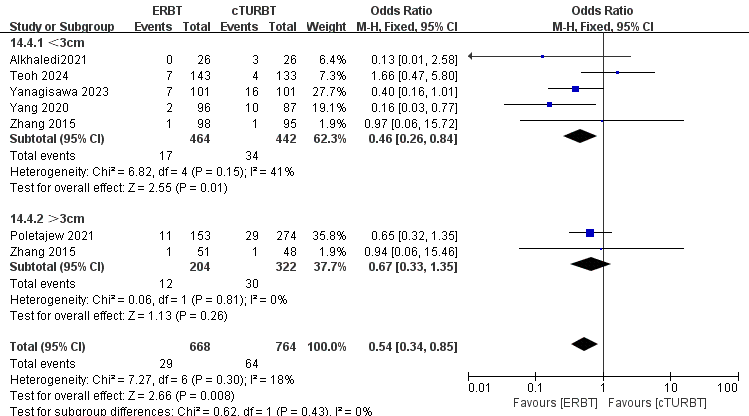 ERBT cTURBT Odds Ratio Odds Ratio
Study or Subgroup Events Total Events Total Weight M-H, Fixed, 95% CI M-H, Fixed, 95% CI
14.4.1 <3cm
Alkhaledi2021 0 26 3 26 6.4% 0.13 [0.01, 2.58]
Teoh 2024 7 143 4 133 7.3% 1.66 [0.47, 5.80]
Yanagisawa 2023 7 101 16 101 27.7% 0.40 [0.16, 1.01]
Yang 2020 2 96 10 87 19.1% 0.16 [0.03, 0.77]
Zhang 2015 1 98 1 95 1.9% 0.97 [0.06, 15.72]
Subtotal (95% CI) 464 442 62.3% 0.46 [0.26, 0.84]
Total events 17 34
Heterogeneity: Chi² = 6.82, df = 4 (P = 0.15); I² = 41%
Test for overall effect: Z = 2.55 (P = 0.01)
14.4.2 >3cm
Poletajew 2021 11 153 29 274 35.8% 0.65 [0.32, 1.35]
Zhang 2015 1 51 1 48 1.9% 0.94 [0.06, 15.46]
Subtotal (95% CI) 204 322 37.7% 0.67 [0.33, 1.35]
Total events 12 30
Heterogeneity: Chi² = 0.06, df = 1 (P = 0.81); I² = 0%
Test for overall effect: Z = 1.13 (P = 0.26)
Total (95% CI) 668 764 100.0% 0.54 [0.34, 0.85]
Total events 29 64
Heterogeneity: Chi² = 7.27, df = 6 (P = 0.30); I² = 18%
Test for overall effect: Z = 2.66 (P = 0.008)
Test for subgroup differences: Chi² = 0.62, df = 1 (P = 0.43), I² = 0%
0.01 0.1 1 10 100
Favours [ERBT] Favours [cTURBT]